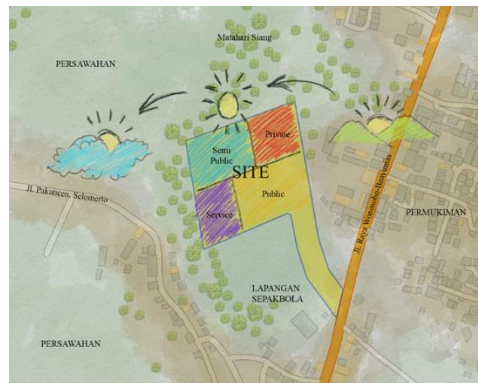 Matahari Siang
PERSAWAHAN
Private
Semi
Public
SITE
Jl. Pakuncen, Selomerto
Public
Service
PERMUKIMAN
Jl. Raya Wonosobo-Banyumas
LAPANGAN
SEPAKBOLA
PERSAWAHAN